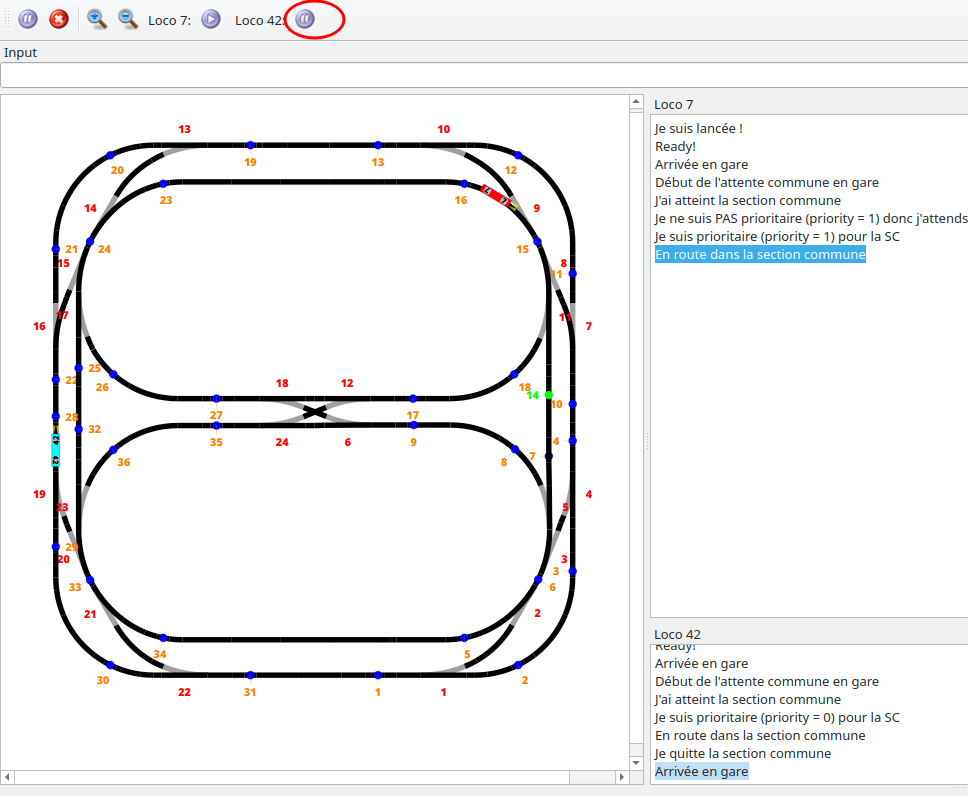 Loco 7: Loco 42:
Input
Loco 7
Je suis lancée !
Ready!
Arrivée en gare
Début de l'attente commune en gare
J'ai atteint la section commune
Je ne suis PAS prioritaire (priority = 1) donc j'attends
Je suis prioritaire (priority = 1) pour la SC
En route dans la section commune
13 10
20 19 13 12
23 16
14 9
21 24 15
15 8
11
17
16 7
25
22 26 18
14
10
18 12
28 27 17
32 35 24 6 9 4
42
36 8 7
19 4
23 5
29
20 3
33 3
6
21 2
34 5
30 31 1 2
22 1
Loco 42
Ready!
Arrivée en gare
Début de l'attente commune en gare
J'ai atteint la section commune
Je suis prioritaire (priority = 0) pour la SC
En route dans la section commune
Je quitte la section commune
Arrivée en gare